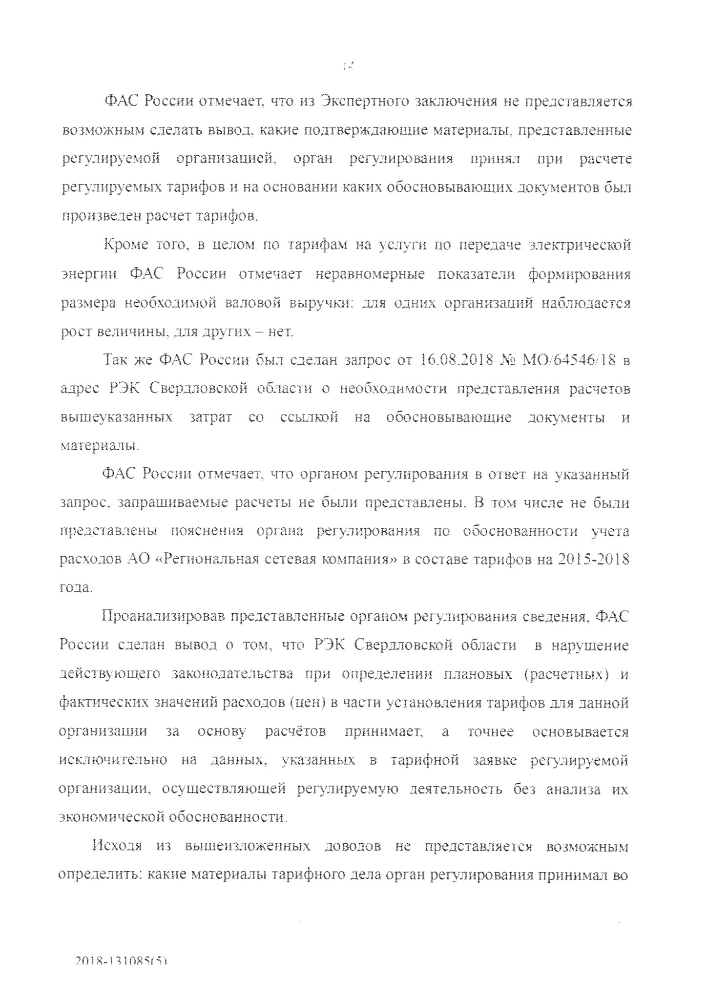 14
ФАС России отмечает, что из Экспертного заключения не представляется
возможным сделать вывод, какие подтверждающие материалы, представленные
регулируемой организацией, орган регулирования принял при расчете
регулируемых тарифов и на основании каких обосновывающих документов был
произведен расчет тарифов.
Кроме того, в целом по тарифам на услуги по передаче электрической
энергии ФАС России отмечает неравномерные показатели формирования
размера необходимой валовой выручки: для одних организаций наблюдается
рост величины, для других – нет.
Так же ФАС России был сделан запрос от 16.08.2018 № МО/64546/18 в
адрес РЭК Свердловской области о необходимости представления расчетов
вышеуказанных затрат со ссылкой на обосновывающие документы и
материалы.
ФАС России отмечает, что органом регулирования в ответ на указанный
запрос, запрашиваемые расчеты не были представлены. В том числе не были
представлены пояснения органа регулирования по обоснованности учета
расходов АО «Региональная сетевая компания» в составе тарифов на 2015-2018
года.
Проанализировав представленные органом регулирования сведения, ФАС
России сделан вывод о том, что РЭК Свердловской области в нарушение
действующего законодательства при определении плановых (расчетных) и
фактических значений расходов (цен) в части установления тарифов для данной
организации за основу расчётов принимает, а точнее основывается
исключительно на данных, указанных в тарифной заявке регулируемой
организации, осуществляющей регулируемую деятельность без анализа их
экономической обоснованности.
Исходя из вышеизложенных доводов не представляется возможным
определить: какие материалы тарифного дела орган регулирования принимал во
2018-131085(5)